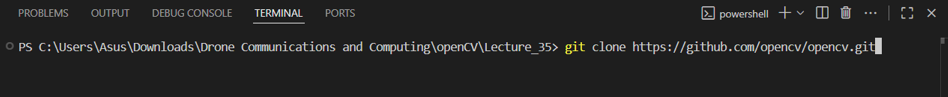 PROBLEMS OUTPUT DEBUG CONSOLE TERMINAL PORTS powershell
PS C:\Users\Asus\Downloads\Drone Communications and Computing\openCV\Lecture_35> git clone https://github.com/opencv/opencv.git